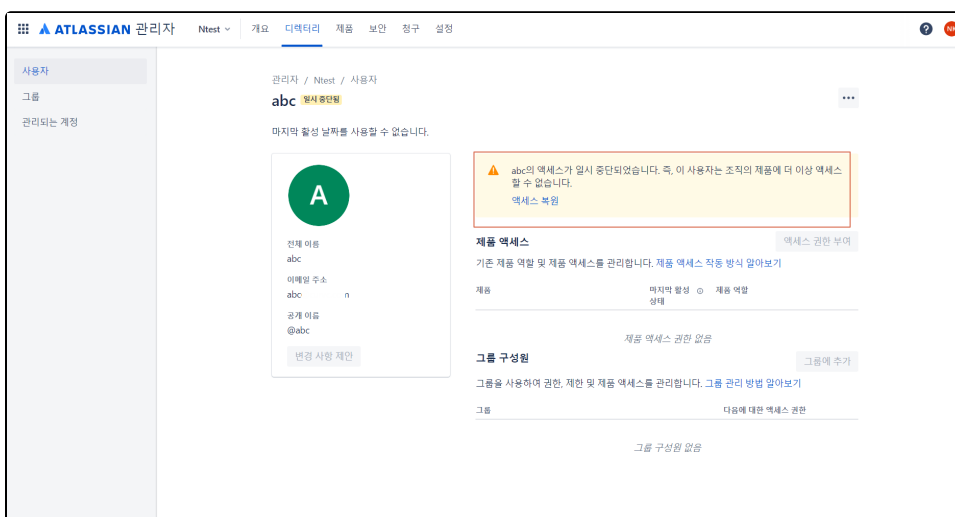 ATLASSIAN 관리자 Ntest 개요 디렉터리 제품 보안 청구 설정
사용자
그룹
관리되는 계정
관리자 / Ntest / 사용자
abc 일시 중단됨
마지막 활성 날짜를 사용할 수 없습니다.
A
전체 이름
abc
이메일 주소
abc n
공개 이름
@abc
변경 사항 제안
abc의 액세스가 일시 중단되었습니다. 즉, 이 사용자는 조직의 제품에 더 이상 액세스
할 수 없습니다.
액세스 복원
제품 액세스 액세스 권한 부여
기존 제품 역할 및 제품 액세스를 관리합니다. 제품 액세스 작동 방식 알아보기
제품 마지막 활성 제품 역할
상태
제품 액세스 권한 없음
그룹 구성원 그룹에 추가
그룹을 사용하여 권한, 제한 및 제품 액세스를 관리합니다. 그룹 관리 방법 알아보기
그룹 다음에 대한 액세스 권한
그룹 구성원 없음